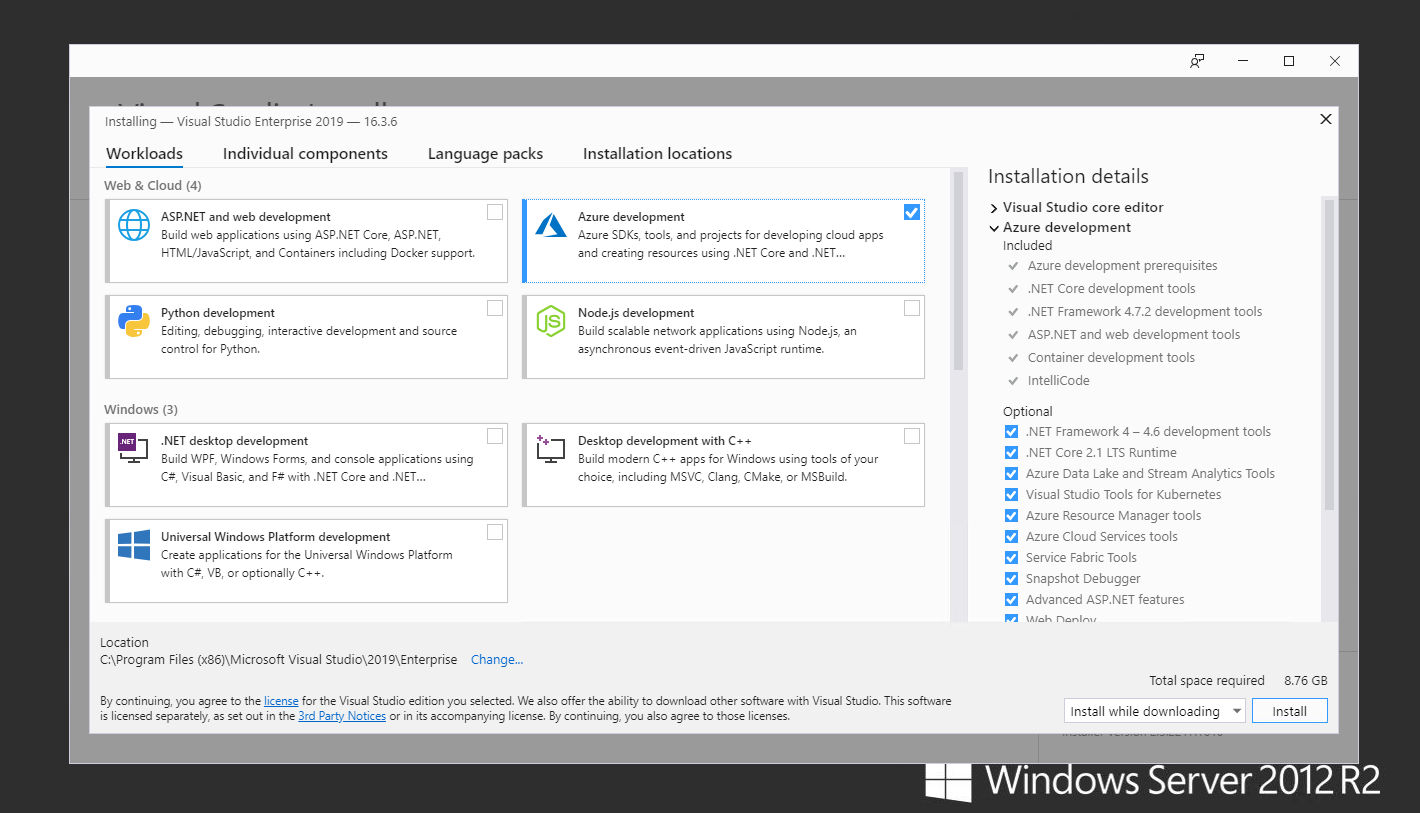 Installing — Visual Studio Enterprise 2019 — 16.3.6
Workloads
Individual components
Language packs
Installation locations
Web & Cloud (4)
ASP.NET and web development
Build web applications using ASP.NET Core, ASP.NET,
HTML/JavaScript, and Containers including Docker support.
Azure development
Azure SDKs, tools, and projects for developing cloud apps
and creating resources using .NET Core and .NET...
Python development
Editing, debugging, interactive development and source
control for Python.
JS
Node.js development
Build scalable network applications using Node.js, an
asynchronous event-driven JavaScript runtime.
Windows (3)
.NET
.NET desktop development
Build WPF, Windows Forms, and console applications using
C#, Visual Basic, and F# with .NET Core and .NET...
Desktop development with C++
Build modern C++ apps for Windows using tools of your
choice, including MSVC, Clang, CMake, or MSBuild.
Universal Windows Platform development
Create applications for the Universal Windows Platform
with C#, VB, or optionally C++.
Installation details
Visual Studio core editor
Azure development
Included
Azure development prerequisites
.NET Core development tools
.NET Framework 4.7.2 development tools
ASP.NET and web development tools
Container development tools
IntelliCode
Optional
.NET Framework 4 – 4.6 development tools
.NET Core 2.1 LTS Runtime
Azure Data Lake and Stream Analytics Tools
Visual Studio Tools for Kubernetes
Azure Resource Manager tools
Azure Cloud Services tools
Service Fabric Tools
Snapshot Debugger
Advanced ASP.NET features
Web Deploy
Location
C:\Program Files (x86)\Microsoft Visual Studio\2019\Enterprise Change...
By continuing, you agree to the license for the Visual Studio edition you selected. We also offer the ability to download other software with Visual Studio. This software
is licensed separately, as set out in the 3rd Party Notices or in its accompanying license. By continuing, you also agree to those licenses.
Total space required 8.76 GB
Install while downloading
Install
Windows Server 2012 R2